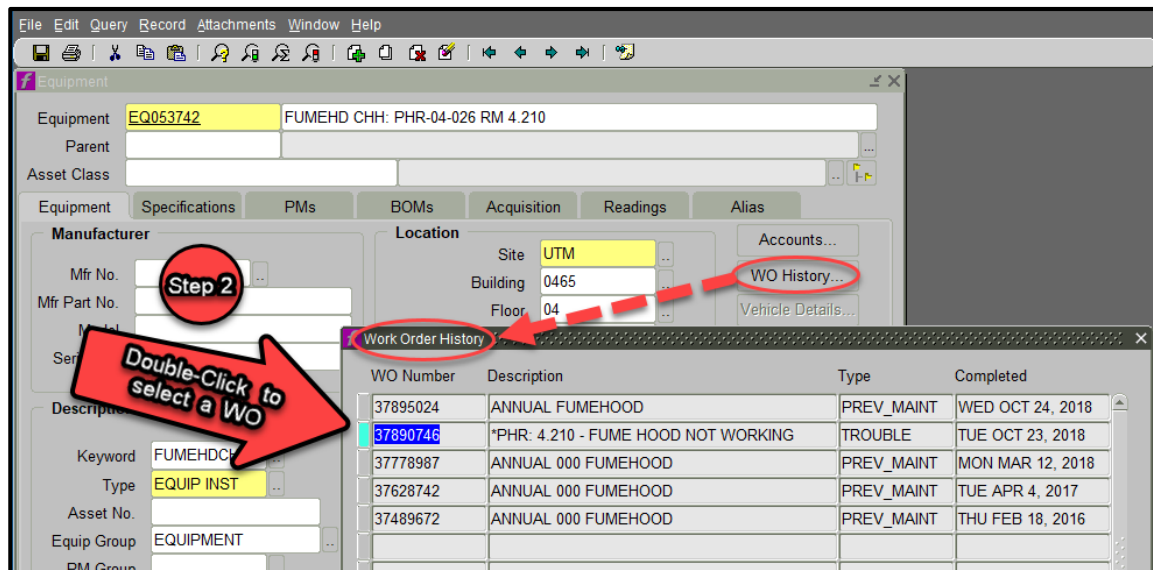 File Edit Query Record Attachments Window Help
Equipment
Equipment EQ053742 FUMEHD CHH: PHR-04-026 RM 4.210
Parent
Asset Class
Equipment Specifications PMs BOMs Acquisition Readings Alias
Manufacturer
Mfr No.
Mfr Part No.
Step 2
Location
Site UTM
Building 0465
Floor 04
Accounts...
WO History...
Vehicle Details...
Double-Click to
select a WO
Keyword
Type EQUIP INST
Asset No.
Equip Group EQUIPMENT
PM Group
Work Order History
WO Number Description Type Completed
37895024 ANNUAL FUMEHOOD PREV_MAINT WED OCT 24, 2018
37890746 *PHR: 4.210 - FUME HOOD NOT WORKING TROUBLE TUE OCT 23, 2018
37778987 ANNUAL 000 FUMEHOOD PREV_MAINT MON MAR 12, 2018
37628742 ANNUAL 000 FUMEHOOD PREV_MAINT TUE APR 4, 2017
37489672 ANNUAL 000 FUMEHOOD PREV_MAINT THU FEB 18, 2016